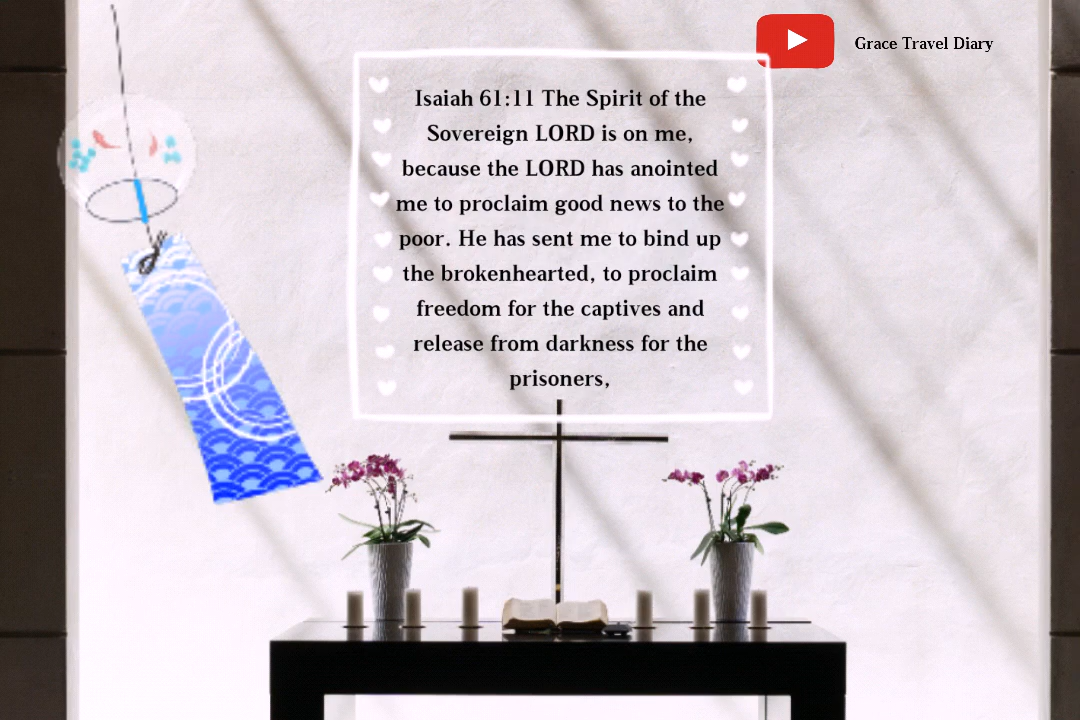 Grace Travel Diary
Isaiah 61:11 The Spirit of the
Sovereign LORD is on me,
because the LORD has anointed
me to proclaim good news to the
poor. He has sent me to bind up
the brokenhearted, to proclaim
freedom for the captives and
release from darkness for the
prisoners,